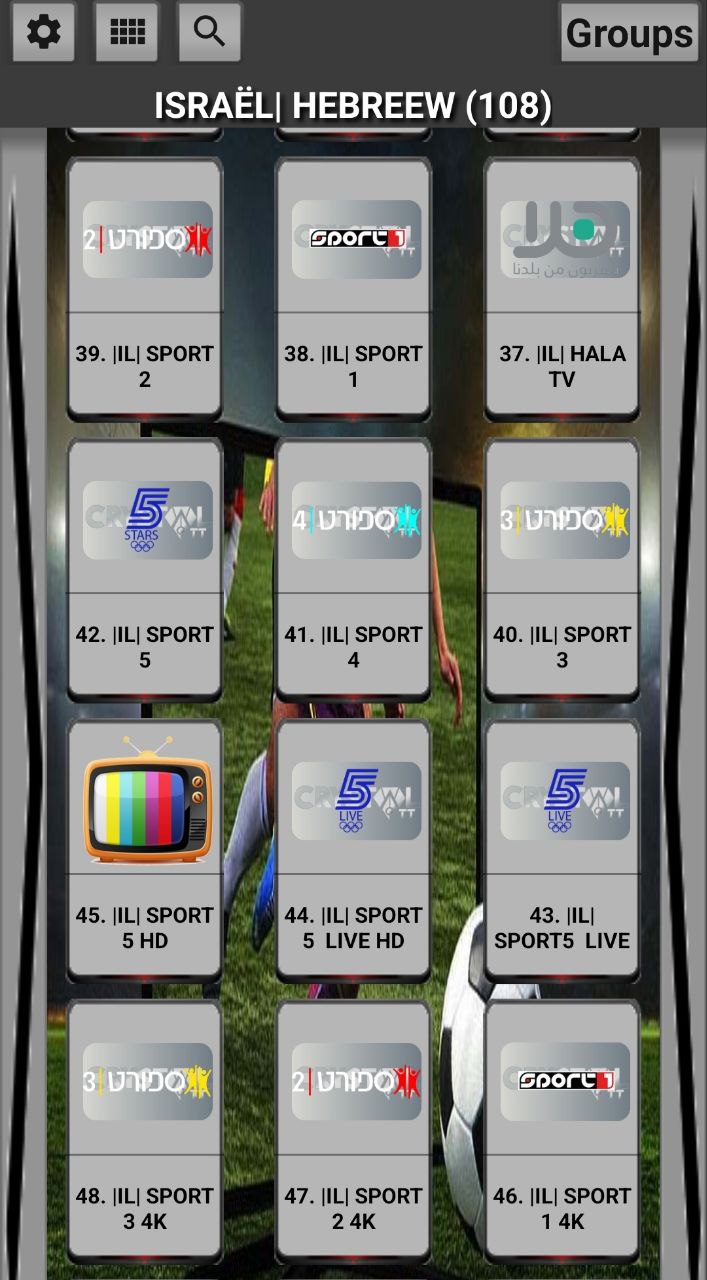 Groups
ISRAËL| HEBREEW (108)
2| ספורט
SPORT 1
هلا
تلفزيون من بلدنا
39. |IL| SPORT
2
38. |IL| SPORT
1
37. |IL| HALA
TV
5
STARS
4| ספורט
3| ספורט
42. |IL| SPORT
5
41. |IL| SPORT
4
40. |IL| SPORT
3
5
LIVE
5
LIVE
45. |IL| SPORT
5 HD
44. |IL| SPORT
5  LIVE HD
43. |IL|
SPORT5  LIVE
3| ספורט
2| ספורט
SPORT 1
48. |IL| SPORT
3 4K
47. |IL| SPORT
2 4K
46. |IL| SPORT
1 4K